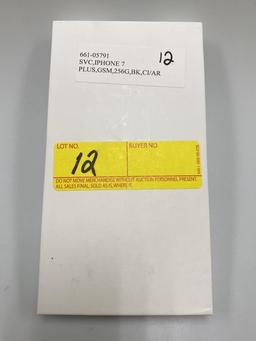 661-05791
SVC,IPHONE 7
PLUS,GSM,256G,BK,CI/AR
12
LOT NO.
BUYER NO.
12
DO NOT MOVE MERCHANDISE WITHOUT AUCTION PERSONNEL PRESENT.
ALL SALES FINAL, SOLD AS IS, WHERE IS.